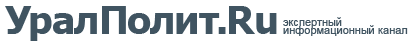 УралПолит.Ru экспертный
информационный канал